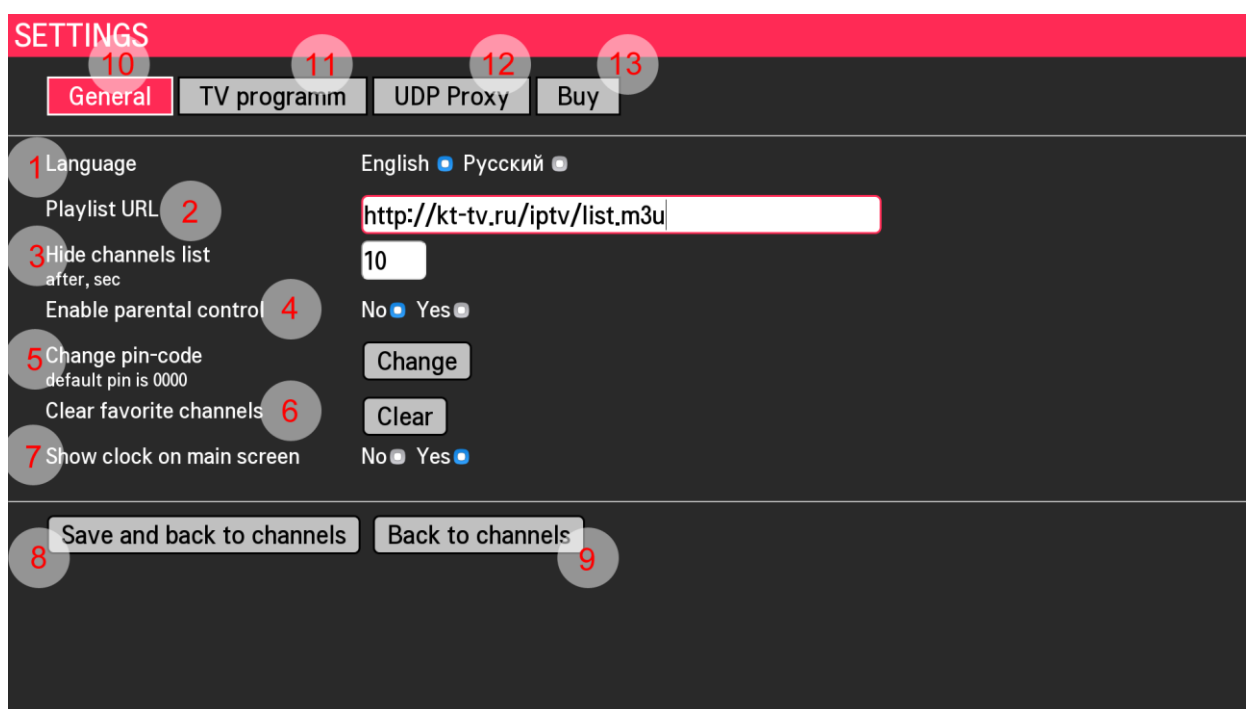 SETTINGS
10 11 12 13
General TV programm UDP Proxy Buy
1 Language English Русский
Playlist URL 2 http://kt-tv.ru/iptv/list.m3u
3 Hide channels list 10
after, sec
Enable parental control 4 No Yes
5 Change pin-code Change
default pin is 0000
Clear favorite channels 6 Clear
7 Show clock on main screen No Yes
8 Save and back to channels Back to channels 9